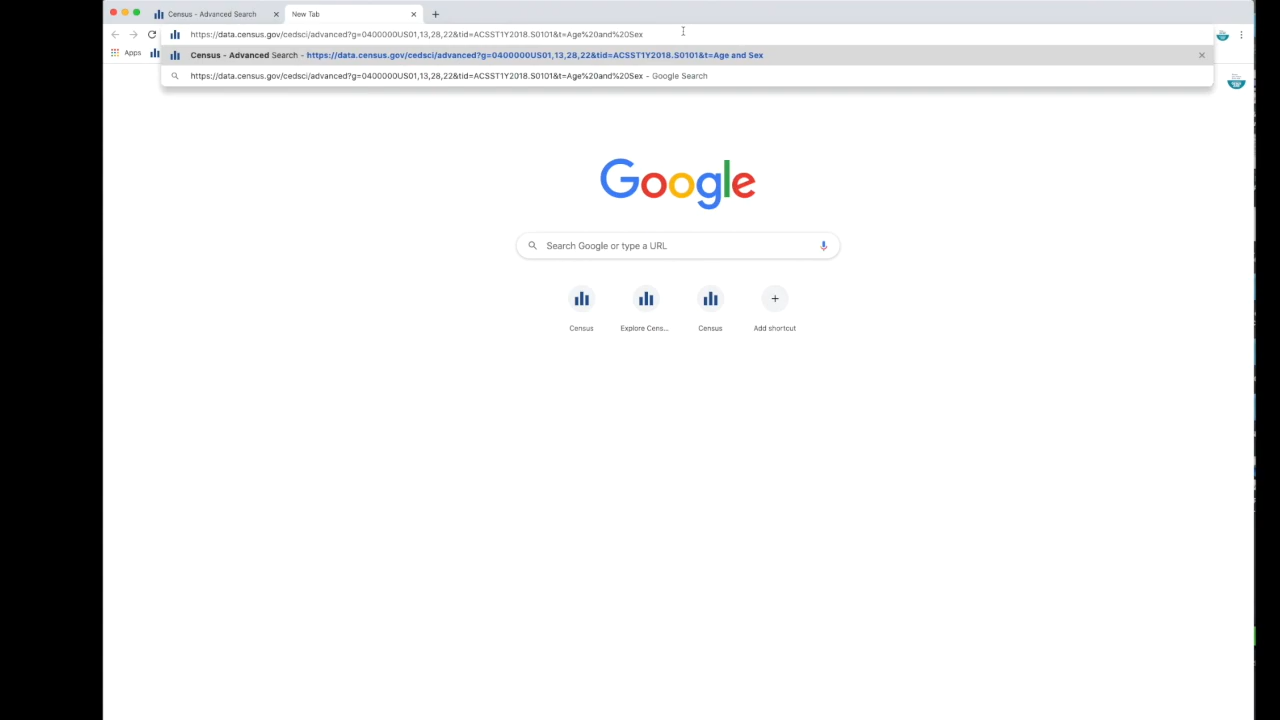 Census - Advanced Search
New Tab
https://data.census.gov/cedsci/advanced?g=0400000US01,13,28,22&tid=ACSST1Y2018.S0101&t=Age%20and%20Sex
Apps
Census - Advanced Search - https://data.census.gov/cedsci/advanced?g=0400000US01,13,28,22&tid=ACSST1Y2018.S0101&t=Age and Sex
https://data.census.gov/cedsci/advanced?g=0400000US01,13,28,22&tid=ACSST1Y2018.S0101&t=Age%20and%20Sex - Google Search
Google
Search Google or type a URL
Census
Explore Cens...
Census
Add shortcut